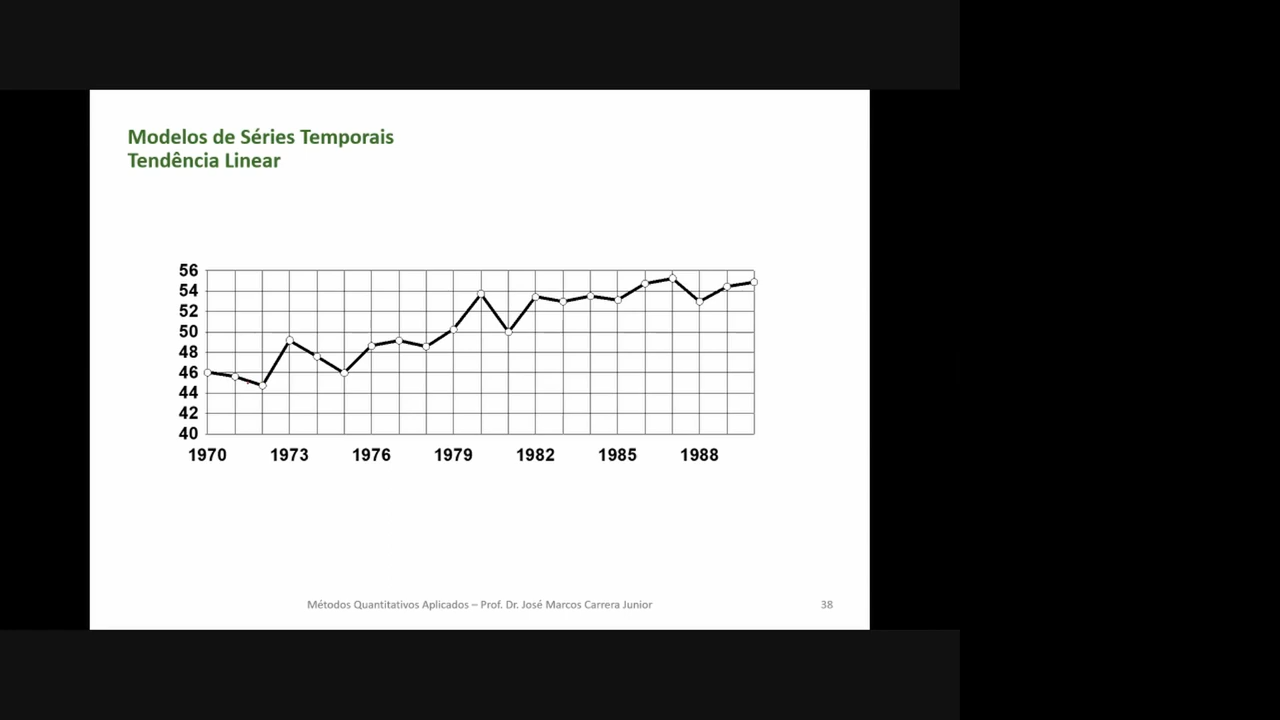 Modelos de Séries Temporais
Tendência Linear
56
54
52
50
48
46
44
42
40
1970 1973 1976 1979 1982 1985 1988
Métodos Quantitativos Aplicados – Prof. Dr. José Marcos Carrera Junior 38